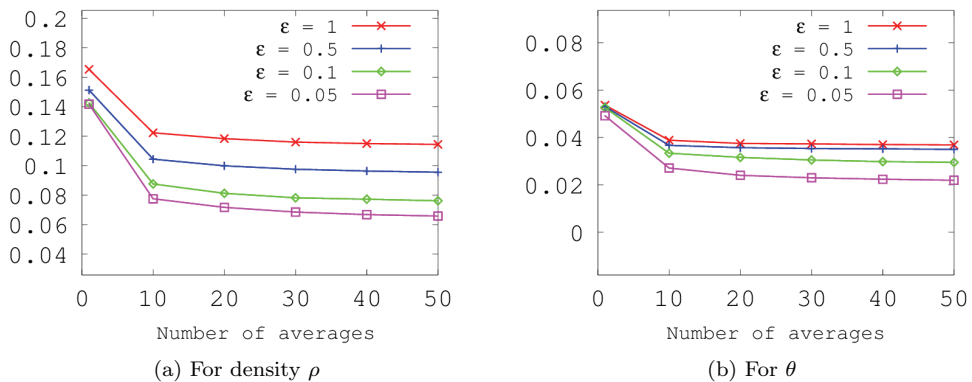 0.2
0.18
0.16
0.14
0.12
0.1
0.08
0.06
0.04
0 10 20 30 40 50
ε = 1
ε = 0.5
ε = 0.1
ε = 0.05
Number of averages
(a) For density ρ
0.08
0.06
0.04
0.02
0
0 10 20 30 40 50
ε = 1
ε = 0.5
ε = 0.1
ε = 0.05
Number of averages
(b) For θ